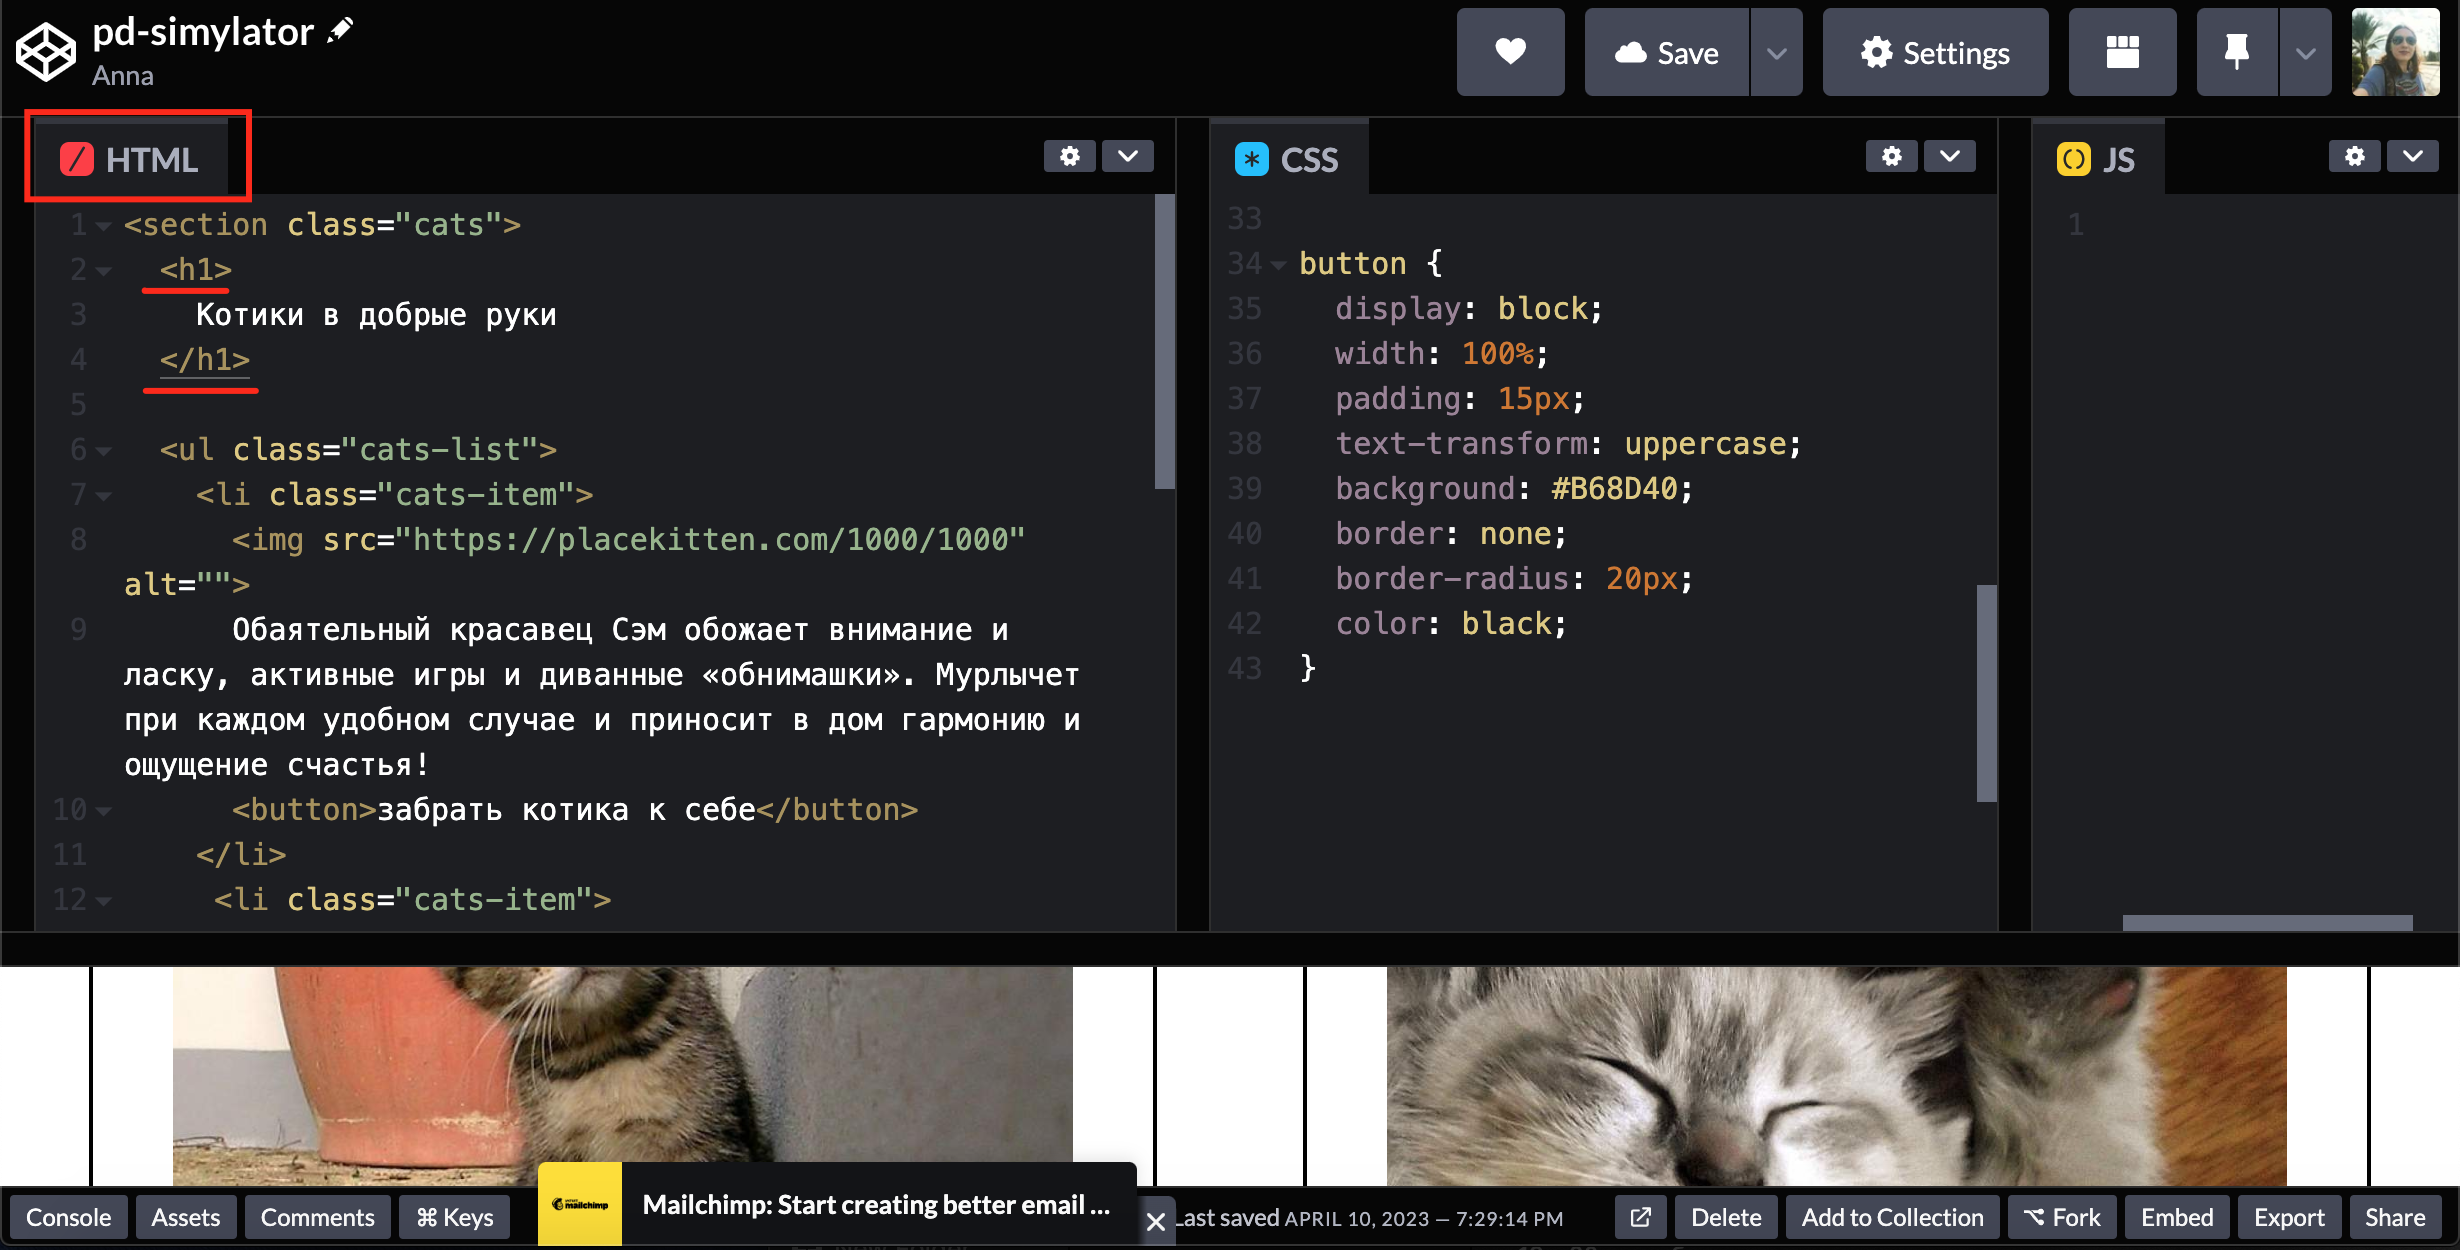 pd-simylator
Anna
Save
Settings
HTML
1 <section class="cats">
2 <h1>
3 Котики в добрые руки
4 </h1>
5
6 <ul class="cats-list">
7 <li class="cats-item">
8 <img src="https://placekitten.com/1000/1000"
alt="">
9 Обаятельный красавец Сэм обожает внимание и
ласку, активные игры и диванные «обнимашки». Мурлычет
при каждом удобном случае и приносит в дом гармонию и
ощущение счастья!
10 <button>забрать котика к себе</button>
11 </li>
12 <li class="cats-item">
CSS
33
34 button {
35 display: block;
36 width: 100%;
37 padding: 15px;
38 text-transform: uppercase;
39 background: #B68D40;
40 border: none;
41 border-radius: 20px;
42 color: black;
43 }
JS
1
Console
Assets
Comments
⌘ Keys
mailchimp
Mailchimp: Start creating better email ...
Last saved APRIL 10, 2023 — 7:29:14 PM
Delete
Add to Collection
Fork
Embed
Export
Share